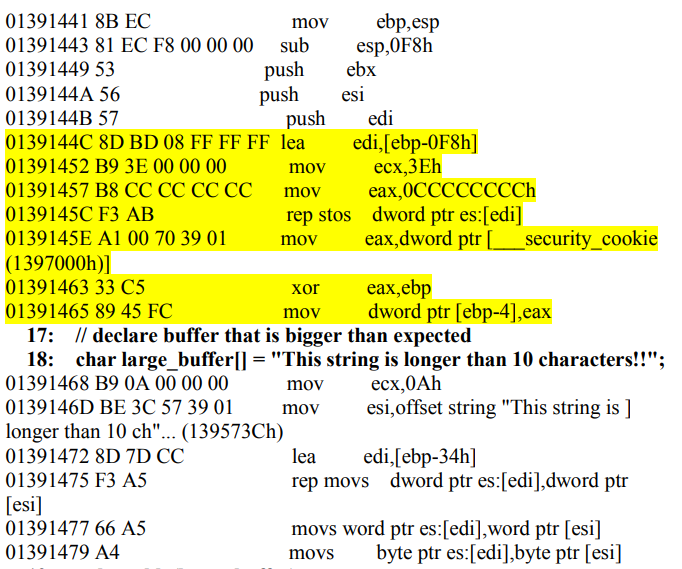 01391441 8B EC mov ebp,esp
01391443 81 EC F8 00 00 00 sub esp,0F8h
01391449 53 push ebx
0139144A 56 push esi
0139144B 57 push edi
0139144C 8D BD 08 FF FF FF lea edi,[ebp-0F8h]
01391452 B9 3E 00 00 00 mov ecx,3Eh
01391457 B8 CC CC CC CC mov eax,0CCCCCCCCh
0139145C F3 AB rep stos dword ptr es:[edi]
0139145E A1 00 70 39 01 mov eax,dword ptr [___security_cookie
(1397000h)]
01391463 33 C5 xor eax,ebp
01391465 89 45 FC mov dword ptr [ebp-4],eax
17: // declare buffer that is bigger than expected
18: char large_buffer[] = "This string is longer than 10 characters!!";
01391468 B9 0A 00 00 00 mov ecx,0Ah
0139146D BE 3C 57 39 01 mov esi,offset string "This string is ]
longer than 10 ch"... (139573Ch)
01391472 8D 7D CC lea edi,[ebp-34h]
01391475 F3 A5 rep movs dword ptr es:[edi],dword ptr
[esi]
01391477 66 A5 movs word ptr es:[edi],word ptr [esi]
01391479 A4 movs byte ptr es:[edi],byte ptr [esi]